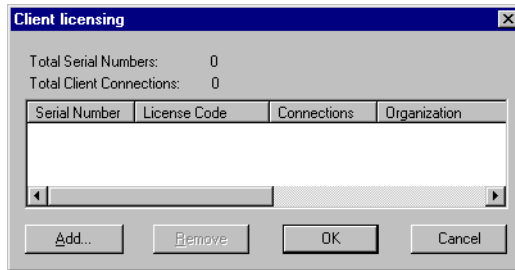 Client licensing
Total Serial Numbers: 0
Total Client Connections: 0
Serial Number License Code Connections Organization
Add... Remove OK Cancel